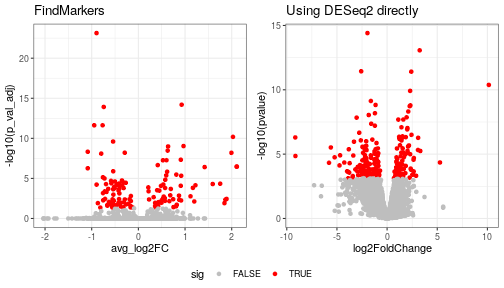 FindMarkers
Using DESeq2 directly
-log10(p_val_adj)
20
15
10
5
0
-2
-1
0
1
2
avg_log2FC
-log10(pvalue)
15
10
5
0
-10
-5
0
5
10
log2FoldChange
sig
FALSE
TRUE